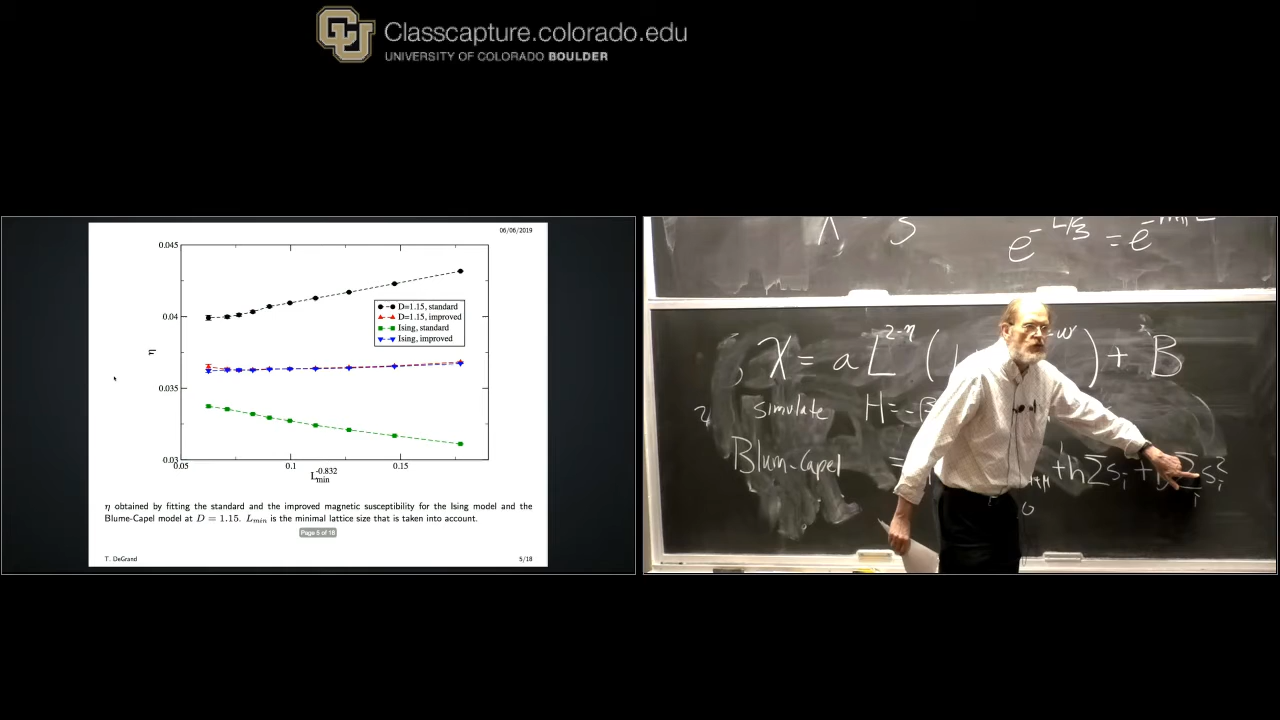 Classcapture.colorado.edu
UNIVERSITY OF COLORADO BOULDER
06/06/2019
0.045
0.04
0.035
0.03
η
0.05
0.1
0.15
L_min^-0.832
D=1.15, standard
D=1.15, improved
Ising, standard
Ising, improved
η obtained by fitting the standard and the improved magnetic susceptibility for the Ising model and the
Blume-Capel model at D = 1.15. L_min is the minimal lattice size that is taken into account.
Page 5 of 18
T. DeGrand
5/18
e^-L/ξ = e^-
χ = a L^2-η ( ) + B
simulate H = -β
Blum-Capel =
+ h Σ s_i + Σ_i s_i^2